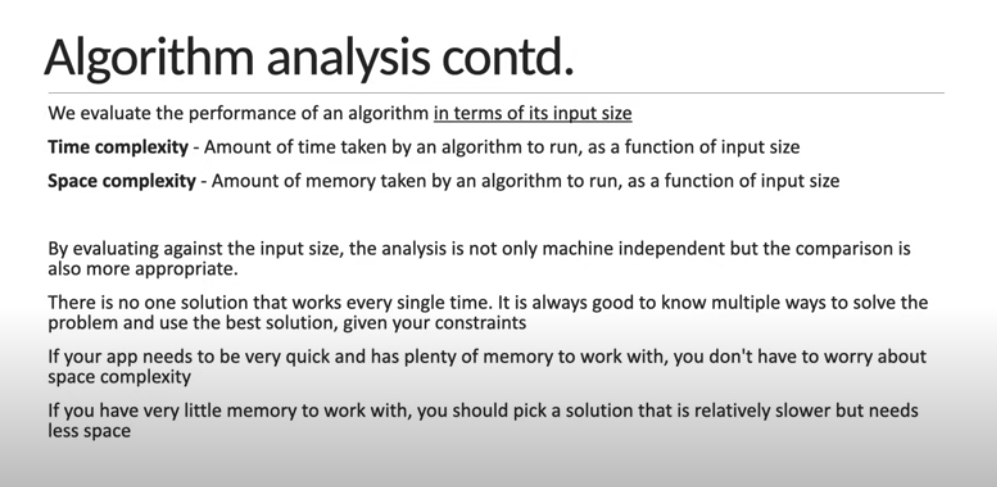 Algorithm analysis contd.
We evaluate the performance of an algorithm in terms of its input size
Time complexity - Amount of time taken by an algorithm to run, as a function of input size
Space complexity - Amount of memory taken by an algorithm to run, as a function of input size
By evaluating against the input size, the analysis is not only machine independent but the comparison is
also more appropriate.
There is no one solution that works every single time. It is always good to know multiple ways to solve the
problem and use the best solution, given your constraints
If your app needs to be very quick and has plenty of memory to work with, you don't have to worry about
space complexity
If you have very little memory to work with, you should pick a solution that is relatively slower but needs
less space